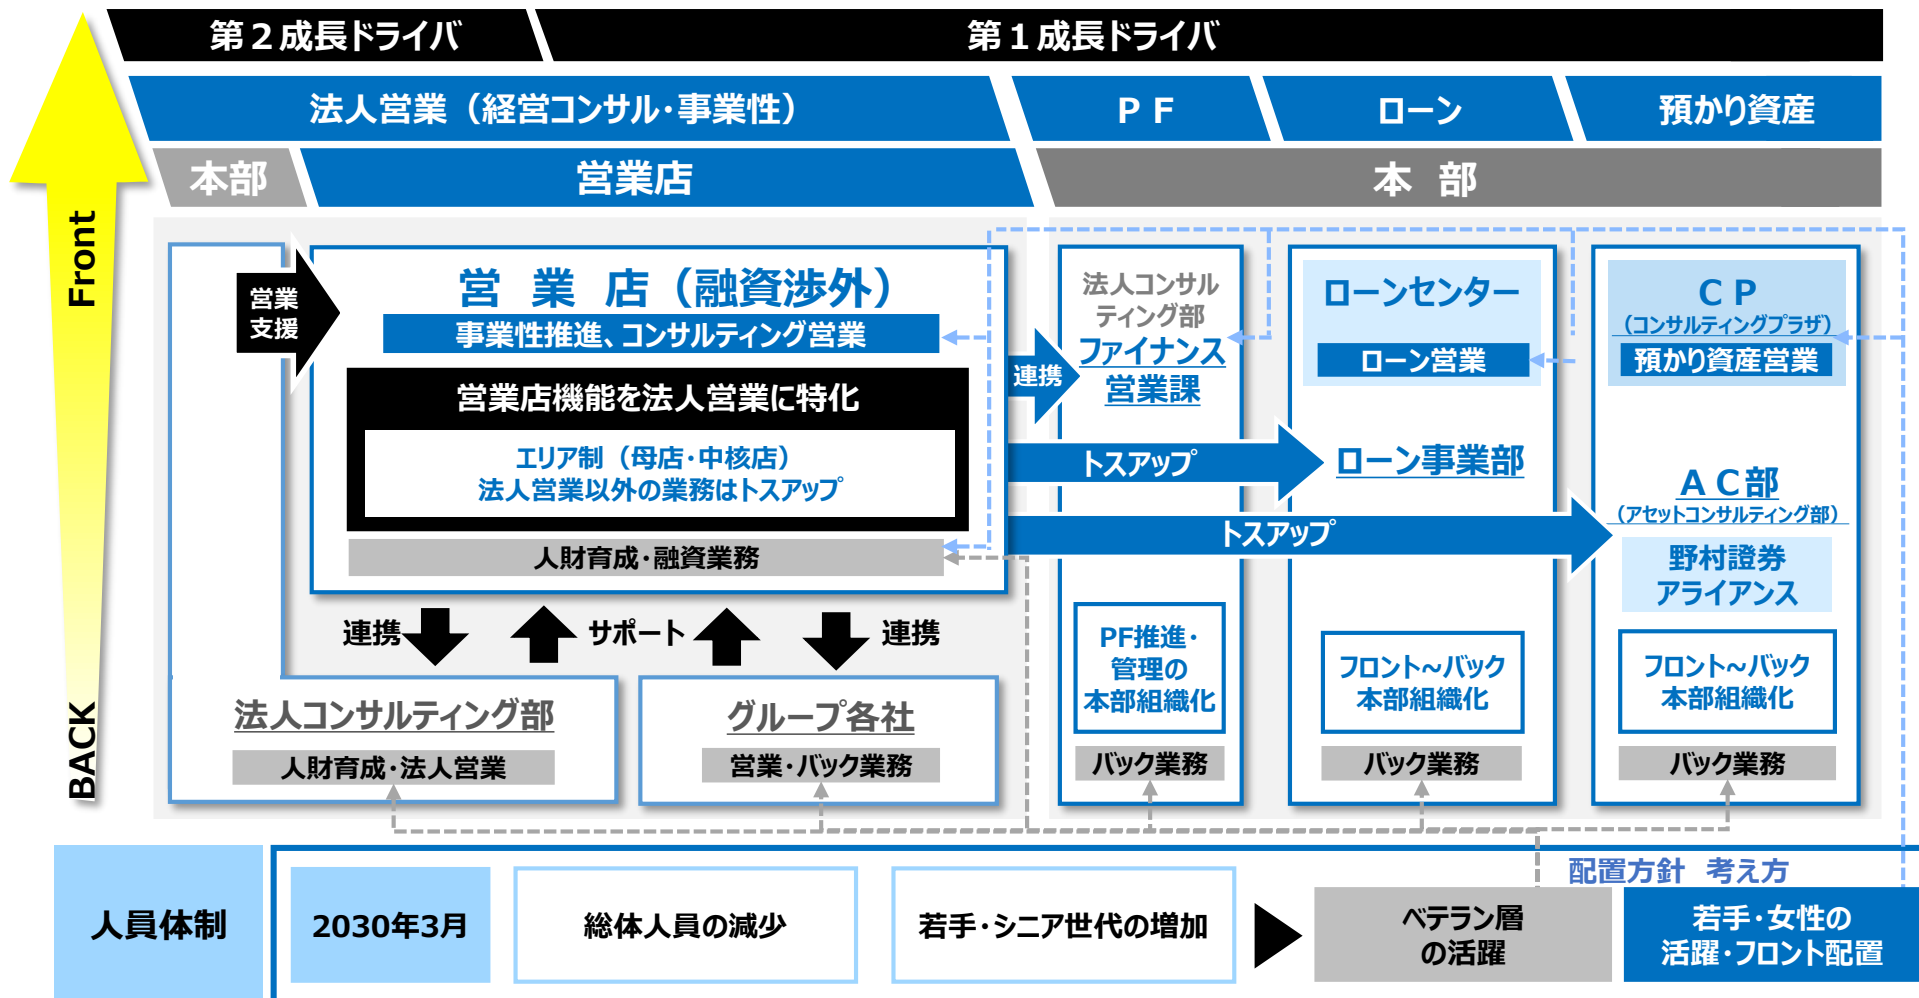 第２成長ドライバ
第１成長ドライバ
法人営業（経営コンサル・事業性）
ＰＦ
ローン
預かり資産
本部
営業店
本 部
Front
BACK
営業
支援
営 業 店（融資渉外）
事業性推進、コンサルティング営業
営業店機能を法人営業に特化
エリア制（母店・中核店）
法人営業以外の業務はトスアップ
人財育成・融資業務
連携
サポート
連携
法人コンサルティング部
人財育成・法人営業
グループ各社
営業・バック業務
連携
トスアップ
トスアップ
法人コンサル
ティング部
ファイナンス
営業課
PF推進・
管理の
本部組織化
バック業務
ローンセンター
ローン営業
ローン事業部
フロント～バック
本部組織化
バック業務
ＣＰ
（コンサルティングプラザ）
預かり資産営業
ＡＣ部
（アセットコンサルティング部）
野村證券
アライアンス
フロント～バック
本部組織化
バック業務
配置方針 考え方
人員体制
2030年3月
総体人員の減少
若手・シニア世代の増加
ベテラン層
の活躍
若手・女性の
活躍・フロント配置